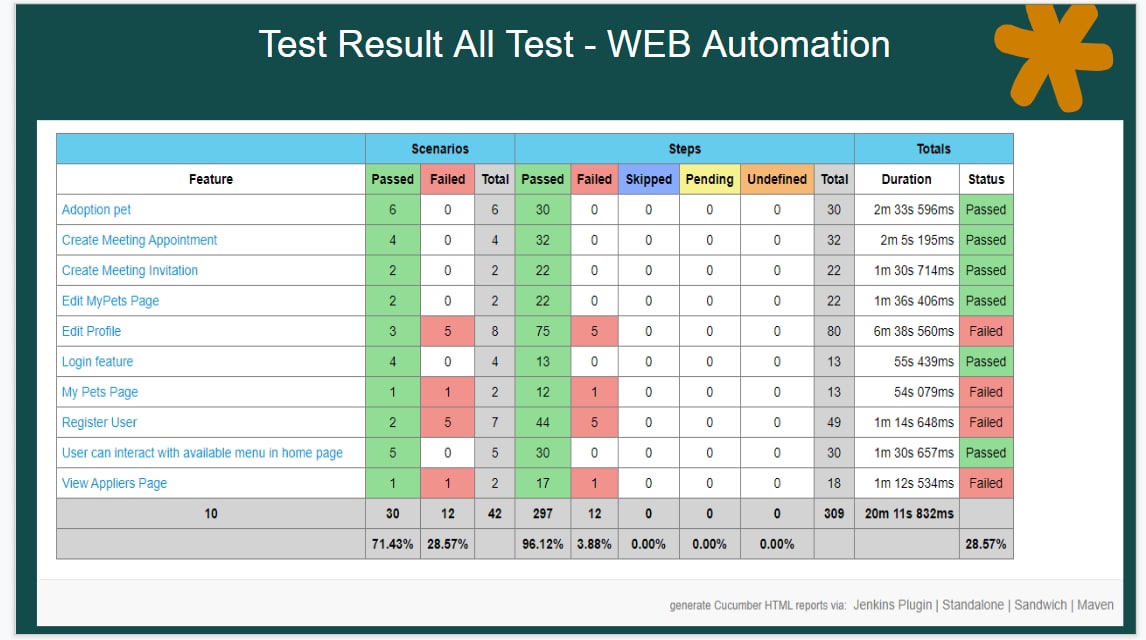 Test Result All Test - WEB Automation
Scenarios Steps Totals
Feature Passed Failed Total Passed Failed Skipped Pending Undefined Total Duration Status
Adoption pet 6 0 6 30 0 0 0 0 30 2m 33s 596ms Passed
Create Meeting Appointment 4 0 4 32 0 0 0 0 32 2m 5s 195ms Passed
Create Meeting Invitation 2 0 2 22 0 0 0 0 22 1m 30s 714ms Passed
Edit MyPets Page 2 0 2 22 0 0 0 0 22 1m 36s 406ms Passed
Edit Profile 3 5 8 75 5 0 0 0 80 6m 38s 560ms Failed
Login feature 4 0 4 13 0 0 0 0 13 55s 439ms Passed
My Pets Page 1 1 2 12 1 0 0 0 13 54s 079ms Failed
Register User 2 5 7 44 5 0 0 0 49 1m 14s 648ms Failed
User can interact with available menu in home page 5 0 5 30 0 0 0 0 30 1m 30s 657ms Passed
View Appliers Page 1 1 2 17 1 0 0 0 18 1m 12s 534ms Failed
10 30 12 42 297 12 0 0 0 309 20m 11s 832ms
71.43% 28.57% 96.12% 3.88% 0.00% 0.00% 0.00% 28.57%
generate Cucumber HTML reports via: Jenkins Plugin | Standalone | Sandwich | Maven